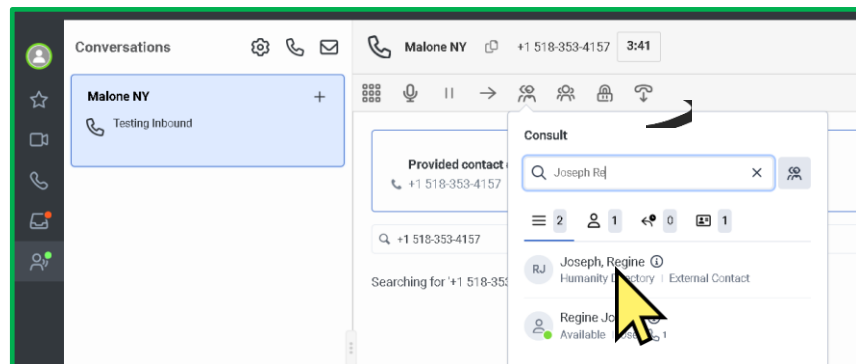 Conversations
Malone NY +1 518-353-4157 3:41
Malone NY
Testing Inbound
Consult
Provided contact
+1 518-353-4157
Joseph Re
2 1 0 1
+1 518-353-4157
Searching for '+1 518-35
RJ
Joseph, Regine
Humanity External Contact
Regine
Available 1